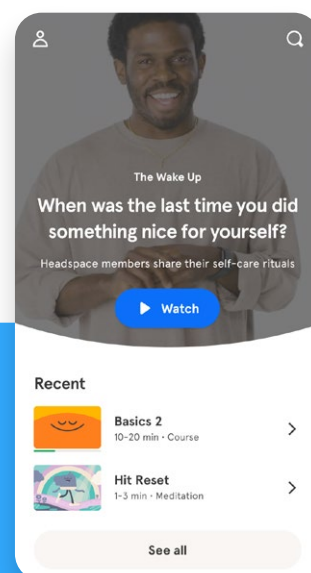 The Wake Up
When was the last time you did
something nice for yourself?
Headspace members share their self-care rituals
Watch
Recent
Basics 2
10-20 min · Course
Hit Reset
1-3 min · Meditation
See all